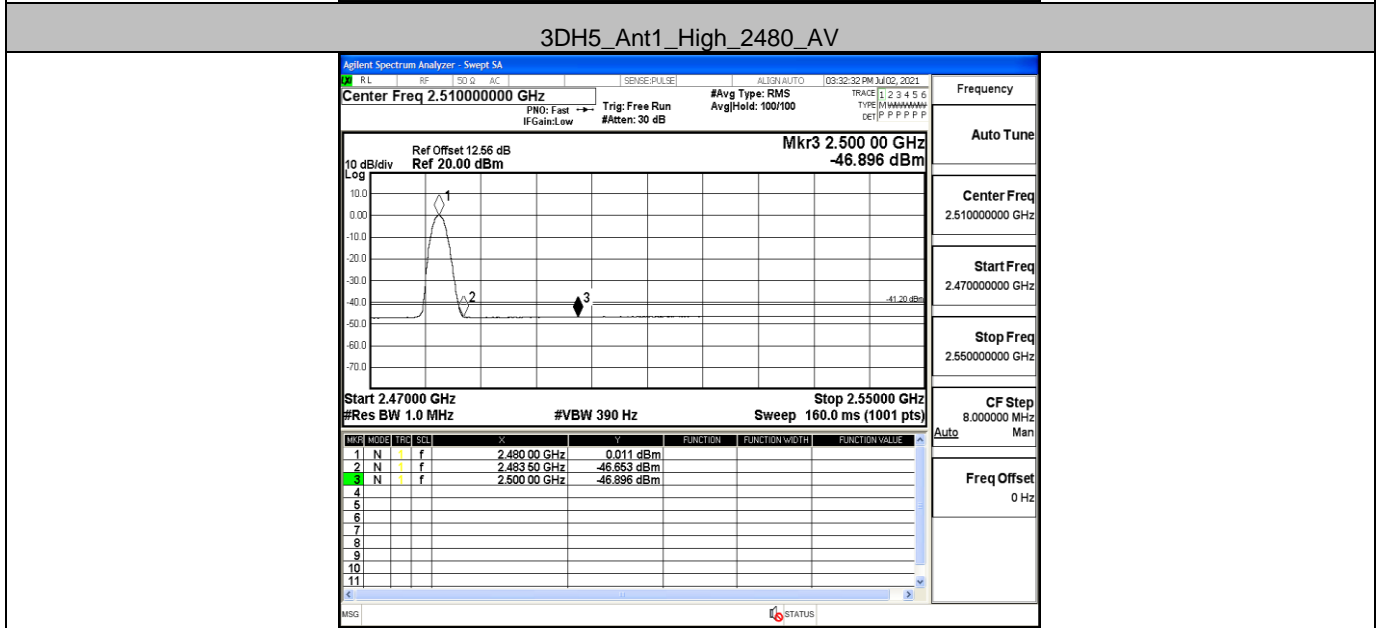 3DH5_Ant1_High_2480_AV
Agilent Spectrum Analyzer - Swept SA
RL RF 50 Ω AC SENSE:PULSE ALIGN AUTO 03:32:32 PM Jul 02, 2021
Center Freq 2.510000000 GHz
PNO: Fast
IFGain:Low
Trig: Free Run
#Atten: 30 dB
#Avg Type: RMS
Avg|Hold: 100/100
TRACE 1 2 3 4 5 6
TYPE M WWWWW
DET P P P P P P
Ref Offset 12.56 dB
10 dB/div Ref 20.00 dBm
Log
Mkr3 2.500 00 GHz
-46.896 dBm
10.0
0.00
-10.0
-20.0
-30.0
-40.0
-50.0
-60.0
-70.0
1
2
3
-41.20 dBm
Start 2.47000 GHz Stop 2.55000 GHz
#Res BW 1.0 MHz #VBW 390 Hz Sweep 160.0 ms (1001 pts)
MKR MODE TRC SCL X Y FUNCTION FUNCTION WIDTH FUNCTION VALUE
1 N 1 f 2.480 00 GHz 0.011 dBm
2 N 1 f 2.483 50 GHz -46.653 dBm
3 N 1 f 2.500 00 GHz -46.896 dBm
4
5
6
7
8
9
10
11
MSG STATUS
Frequency
Auto Tune
Center Freq
2.510000000 GHz
Start Freq
2.470000000 GHz
Stop Freq
2.550000000 GHz
CF Step
8.000000 MHz
Auto Man
Freq Offset
0 Hz